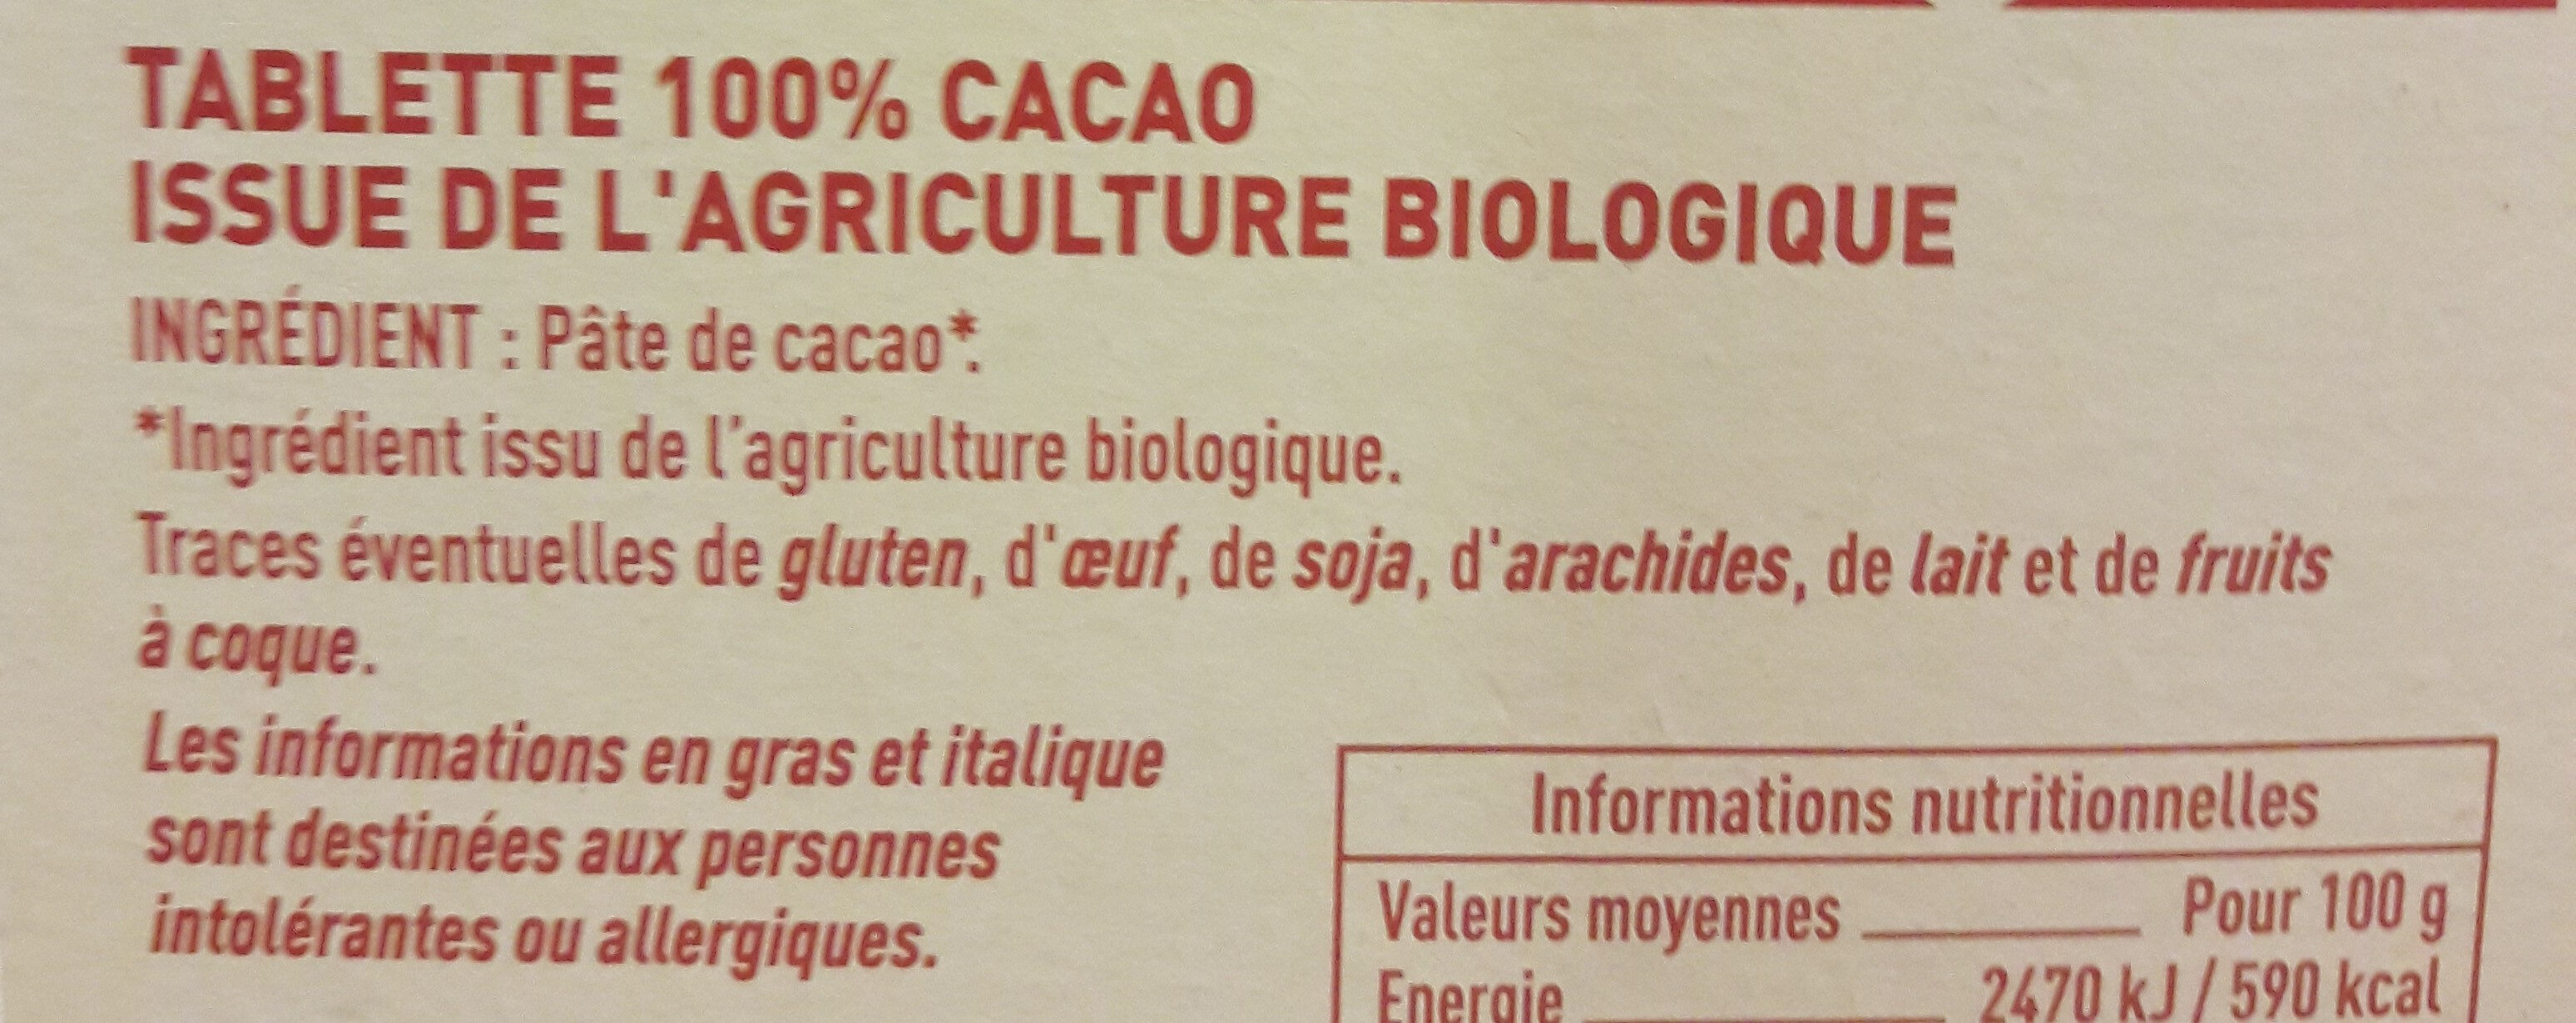 TABLETTE 100% CACAO
ISSUE DE L'AGRICULTURE BIOLOGIQUE
INGRÉDIENT : Pâte de cacao*.
*Ingrédient issu de l'agriculture biologique.
Traces éventuelles de gluten, d'œuf, de soja, d'arachides, de lait et de fruits
à coque.
Les informations en gras et italique
sont destinées aux personnes
intolérantes ou allergiques.
Informations nutritionnelles
Valeurs moyennes Pour 100 g
Energie 2470 kJ / 590 kcal